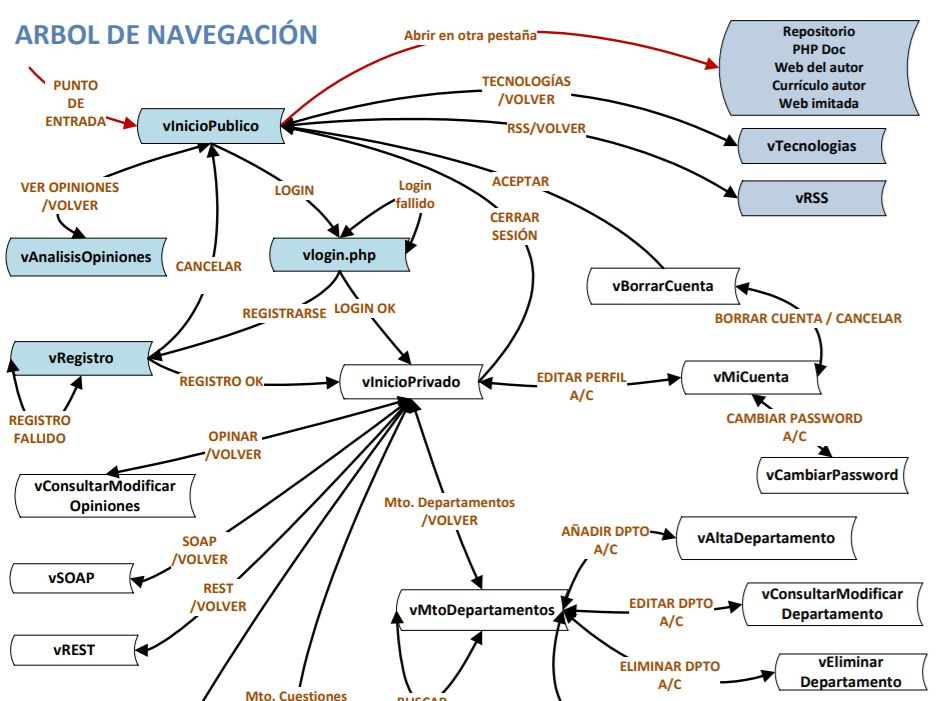 ARBOL DE NAVEGACIÓN
Abrir en otra pestaña
Repositorio
PHP Doc
Web del autor
Currículo autor
Web imitada
PUNTO
DE
ENTRADA
vInicioPublico
TECNOLOGÍAS
/VOLVER
RSS/VOLVER
vTecnologias
vRSS
VER OPINIONES
/VOLVER
LOGIN
Login
fallido
ACEPTAR
CERRAR
SESIÓN
vAnalisisOpiniones
CANCELAR
vlogin.php
vBorrarCuenta
REGISTRARSE
LOGIN OK
BORRAR CUENTA / CANCELAR
vRegistro
REGISTRO OK
vInicioPrivado
EDITAR PERFIL
A/C
vMiCuenta
REGISTRO
FALLIDO
CAMBIAR PASSWORD
A/C
OPINAR
/VOLVER
vCambiarPassword
vConsultarModificar
Opiniones
Mto. Departamentos
/VOLVER
SOAP
/VOLVER
AÑADIR DPTO
A/C
vAltaDepartamento
vSOAP
REST
/VOLVER
vMtoDepartamentos
EDITAR DPTO
A/C
vConsultarModificar
Departamento
vREST
ELIMINAR DPTO
A/C
vEliminar
Departamento
Mto. Cuestiones
BUSCAR